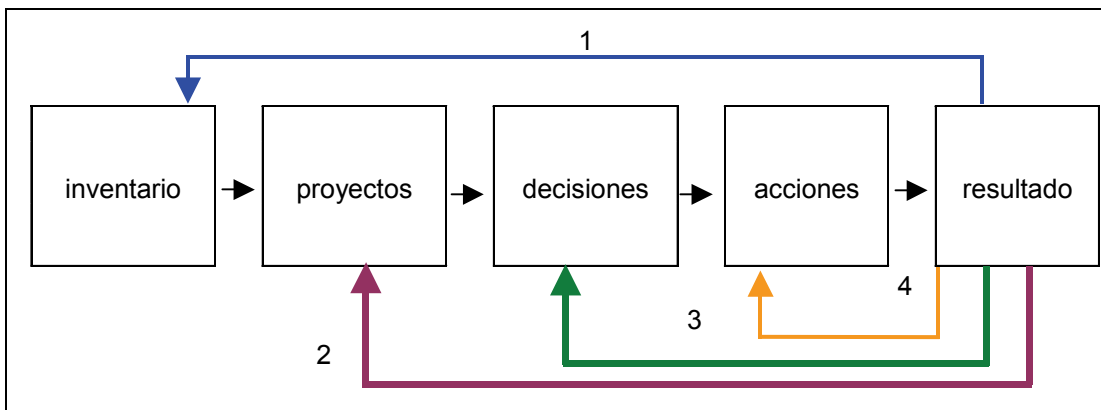 1
inventario
proyectos
decisiones
acciones
resultado
4
3
2